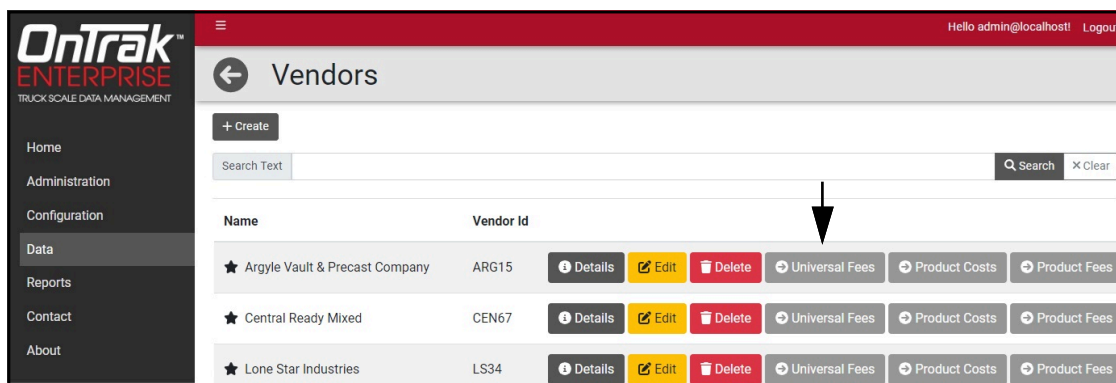 OnTrak™
ENTERPRISE
TRUCK SCALE DATA MANAGEMENT
Hello admin@localhost! Logout
Vendors
+ Create
Home
Search Text Search × Clear
Administration
Configuration
Name Vendor Id
Data
Argyle Vault & Precast Company ARG15 Details Edit Delete Universal Fees Product Costs Product Fees
Reports
Contact
Central Ready Mixed CEN67 Details Edit Delete Universal Fees Product Costs Product Fees
About
Lone Star Industries LS34 Details Edit Delete Universal Fees Product Costs Product Fees